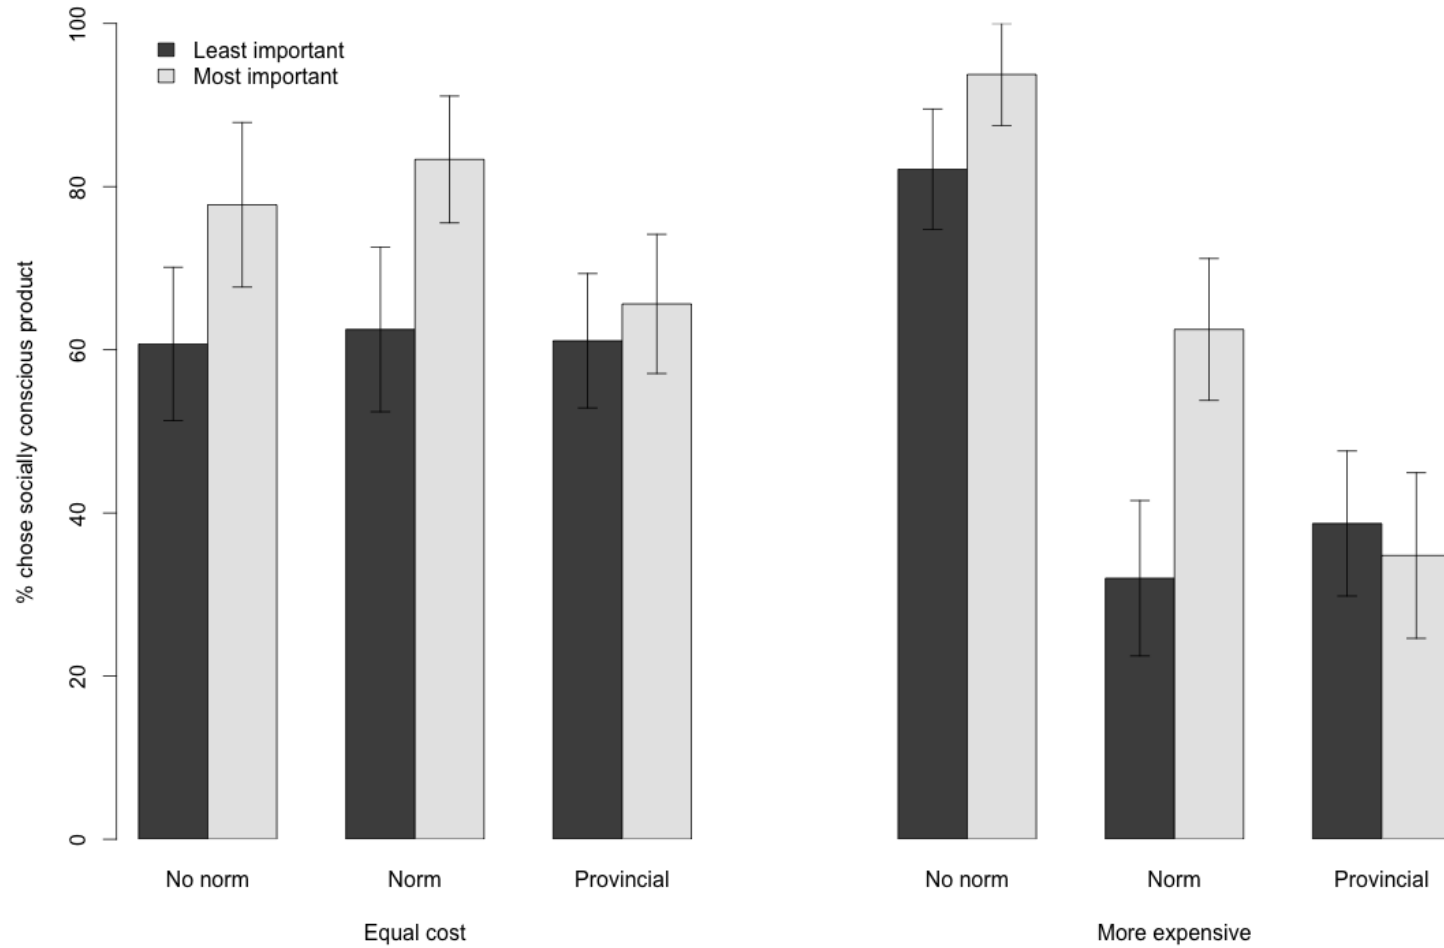 100
80
60
40
20
0
% chose socially conscious product
Least important
Most important
No norm
Norm
Provincial
No norm
Norm
Provincial
Equal cost
More expensive